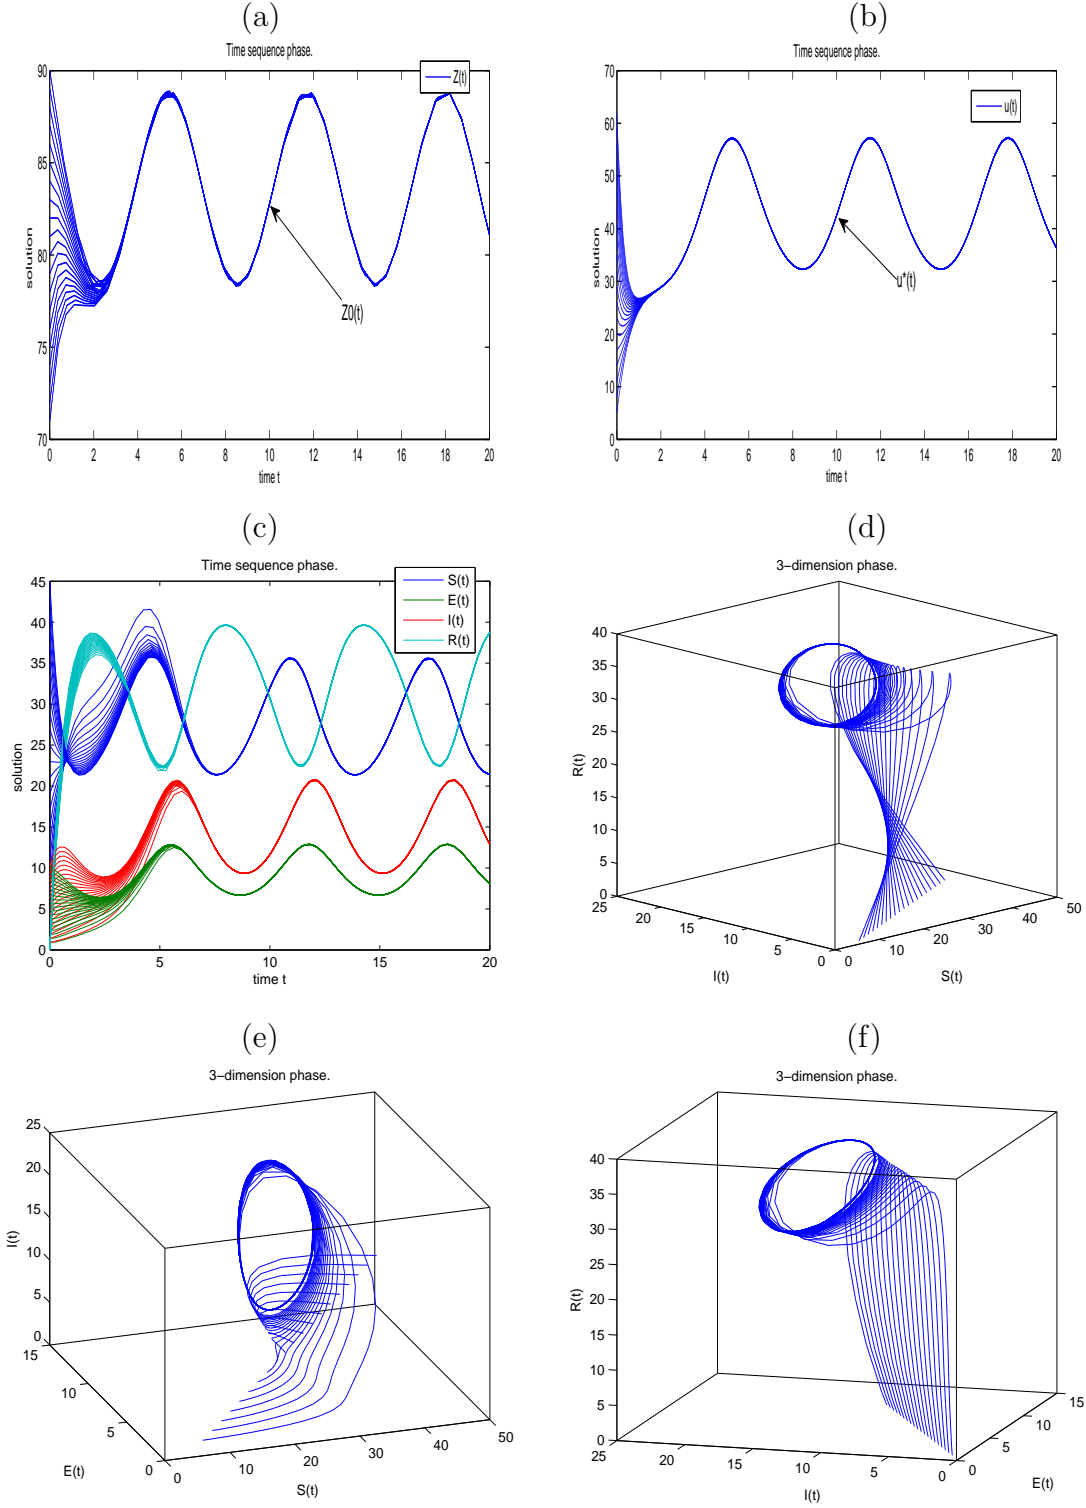 (a)
Time sequence phase.
Z(t)
90
85
80
75
70
solution
Z0(t)
0 2 4 6 8 10 12 14 16 18 20
time t
(b)
Time sequence phase.
u(t)
70
60
50
40
30
20
10
0
solution
u*(t)
0 2 4 6 8 10 12 14 16 18 20
time t
(c)
Time sequence phase.
S(t)
E(t)
I(t)
R(t)
45
40
35
30
25
20
15
10
5
0
solution
0 5 10 15 20
time t
(d)
3−dimension phase.
40
35
30
25
20
15
10
5
0
R(t)
25 20 15 10 5 0
I(t)
0 10 20 30 40 50
S(t)
(e)
3−dimension phase.
25
20
15
10
5
0
I(t)
15 10 5 0
E(t)
0 10 20 30 40 50
S(t)
(f)
3−dimension phase.
40
35
30
25
20
15
10
5
0
R(t)
25 20 15 10 5 0
I(t)
0 5 10 15
E(t)